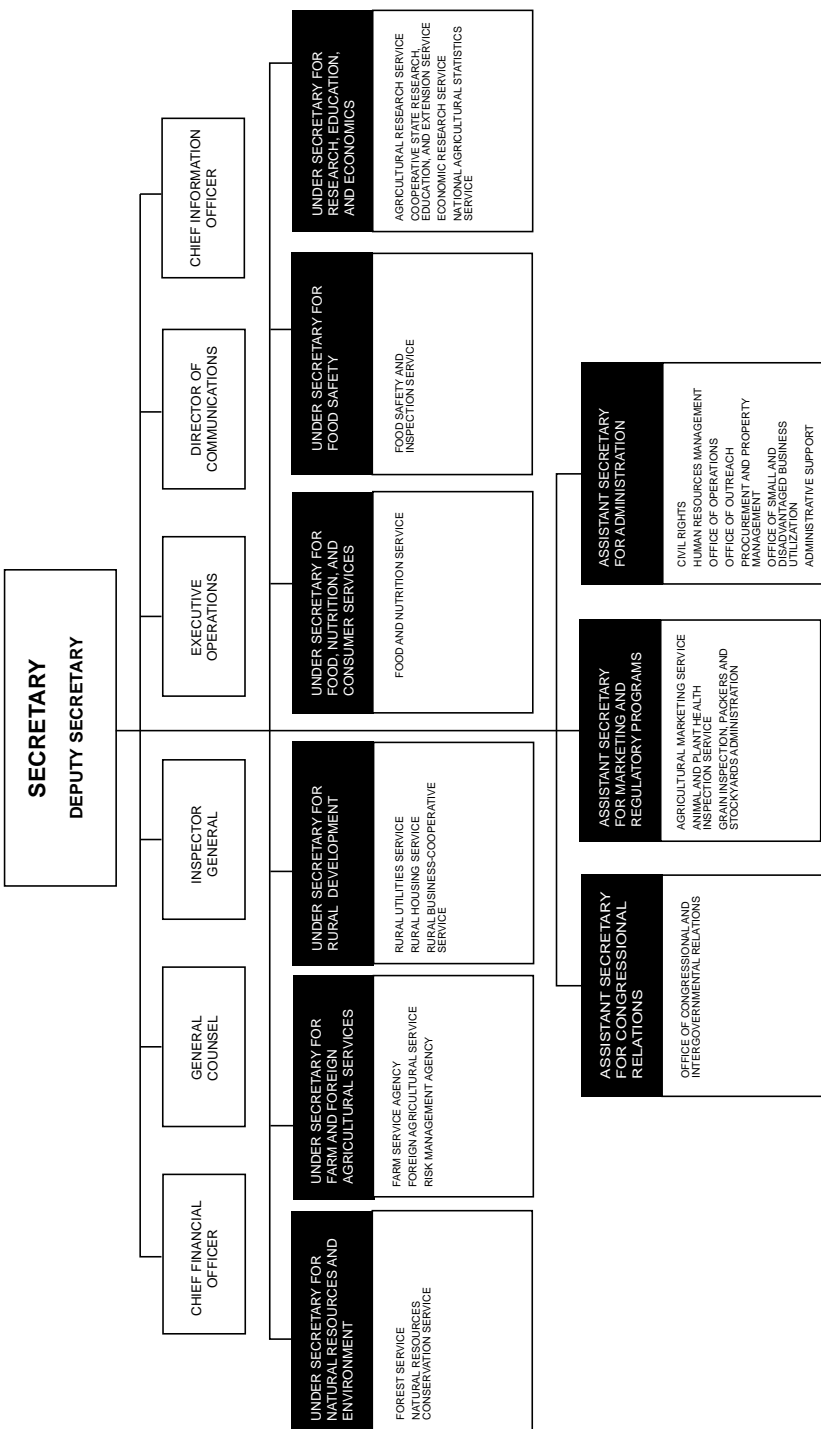 SECRETARY
DEPUTY SECRETARY
CHIEF FINANCIAL
OFFICER
GENERAL
COUNSEL
INSPECTOR
GENERAL
EXECUTIVE
OPERATIONS
DIRECTOR OF
COMMUNICATIONS
CHIEF INFORMATION
OFFICER
UNDER SECRETARY FOR
NATURAL RESOURCES AND
ENVIRONMENT
FOREST SERVICE
NATURAL RESOURCES
CONSERVATION SERVICE
UNDER SECRETARY FOR
FARM AND FOREIGN
AGRICULTURAL SERVICES
FARM SERVICE AGENCY
FOREIGN AGRICULTURAL SERVICE
RISK MANAGEMENT AGENCY
UNDER SECRETARY FOR
RURAL DEVELOPMENT
RURAL UTILITIES SERVICE
RURAL HOUSING SERVICE
RURAL BUSINESS-COOPERATIVE
SERVICE
UNDER SECRETARY FOR
FOOD, NUTRITION, AND
CONSUMER SERVICES
FOOD AND NUTRITION SERVICE
UNDER SECRETARY FOR
FOOD SAFETY
FOOD SAFETY AND
INSPECTION SERVICE
UNDER SECRETARY FOR
RESEARCH, EDUCATION,
AND ECONOMICS
AGRICULTURAL RESEARCH SERVICE
COOPERATIVE STATE RESEARCH,
EDUCATION, AND EXTENSION SERVICE
ECONOMIC RESEARCH SERVICE
NATIONAL AGRICULTURAL STATISTICS
SERVICE
ASSISTANT SECRETARY
FOR CONGRESSIONAL
RELATIONS
OFFICE OF CONGRESSIONAL AND
INTERGOVERNMENTAL RELATIONS
ASSISTANT SECRETARY
FOR MARKETING AND
REGULATORY PROGRAMS
AGRICULTURAL MARKETING SERVICE
ANIMAL AND PLANT HEALTH
INSPECTION SERVICE
GRAIN INSPECTION, PACKERS AND
STOCKYARDS ADMINISTRATION
ASSISTANT SECRETARY
FOR ADMINISTRATION
CIVIL RIGHTS
HUMAN RESOURCES MANAGEMENT
OFFICE OF OPERATIONS
OFFICE OF OUTREACH
PROCUREMENT AND PROPERTY
MANAGEMENT
OFFICE OF SMALL AND
DISADVANTAGED BUSINESS
UTILIZATION
ADMINISTRATIVE SUPPORT